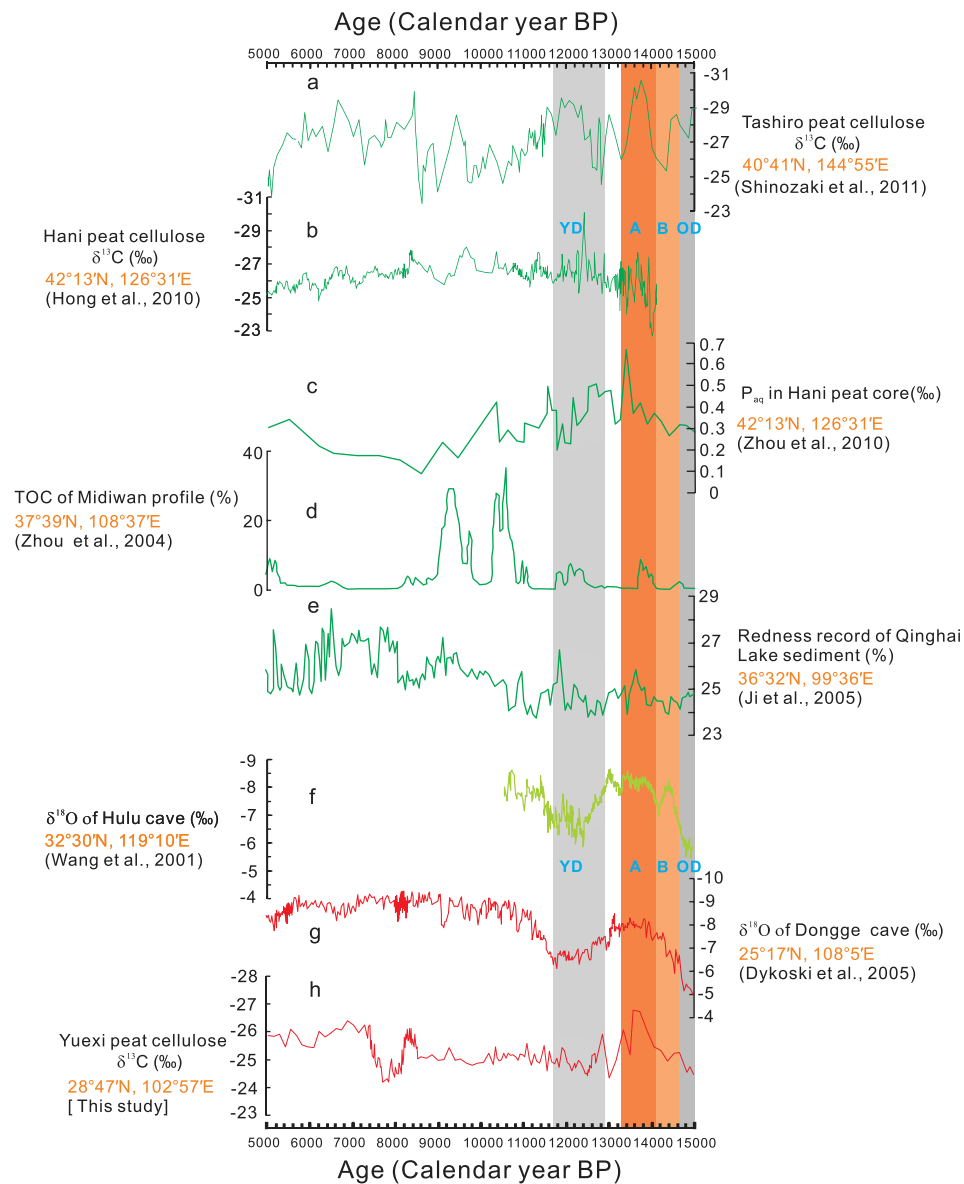 Age (Calendar year BP)
5000 6000 7000 8000 9000 10000 11000 12000 13000 14000 15000
a
-31
-29
-27
-25
-23
Tashiro peat cellulose
δ13C (‰)
40°41′N, 144°55′E
(Shinozaki et al., 2011)
-31
-29
-27
-25
-23
b
YD A B OD
Hani peat cellulose
δ13C (‰)
42°13′N, 126°31′E
(Hong et al., 2010)
c
0.7
0.6
0.5
0.4
0.3
0.2
0.1
0
Paq in Hani peat core(‰)
42°13′N, 126°31′E
(Zhou et al., 2010)
40
20
0
d
TOC of Midiwan profile (%)
37°39′N, 108°37′E
(Zhou et al., 2004)
e
29
27
25
23
Redness record of Qinghai
Lake sediment (%)
36°32′N, 99°36′E
(Ji et al., 2005)
-9
-8
-7
-6
-5
-4
f
δ18O of Hulu cave (‰)
32°30′N, 119°10′E
(Wang et al., 2001)
YD A B OD
g
-10
-9
-8
-7
-6
-5
-4
δ18O of Dongge cave (‰)
25°17′N, 108°5′E
(Dykoski et al., 2005)
-28
-27
-26
-25
-24
-23
h
Yuexi peat cellulose
δ13C (‰)
28°47′N, 102°57′E
[ This study]
5000 6000 7000 8000 9000 10000 11000 12000 13000 14000 15000
Age (Calendar year BP)